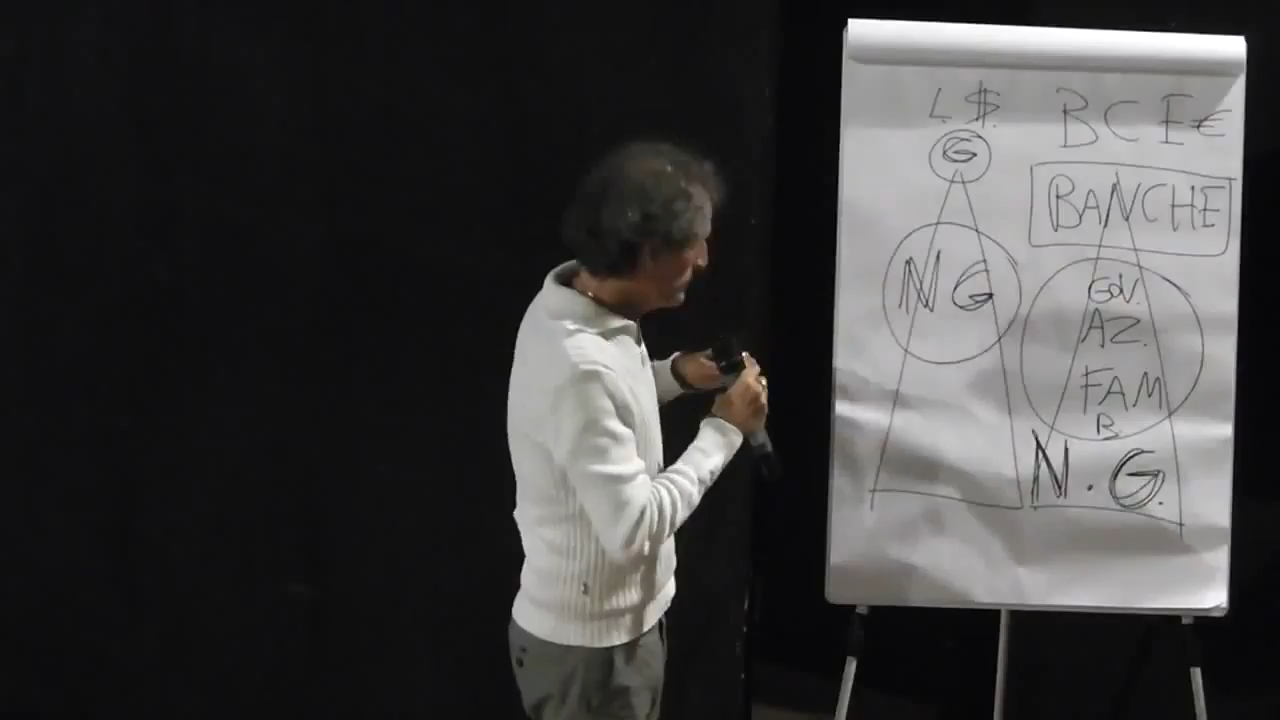 L. $.
G
NG
BCE€
BANCHE
GOV.
AZ.
FAM
B.
N.G.